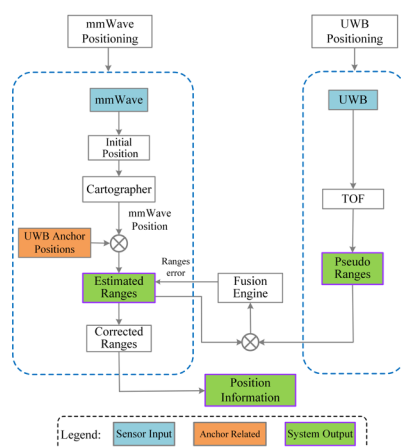 mmWave
Positioning
UWB
Positioning
mmWave
UWB
Initial
Position
Cartographer
TOF
mmWave
Position
UWB Anchor
Positions
Ranges
error
Estimated
Ranges
Fusion
Engine
Pseudo
Ranges
Corrected
Ranges
Position
Information
Legend:
Sensor Input
Anchor Related
System Output